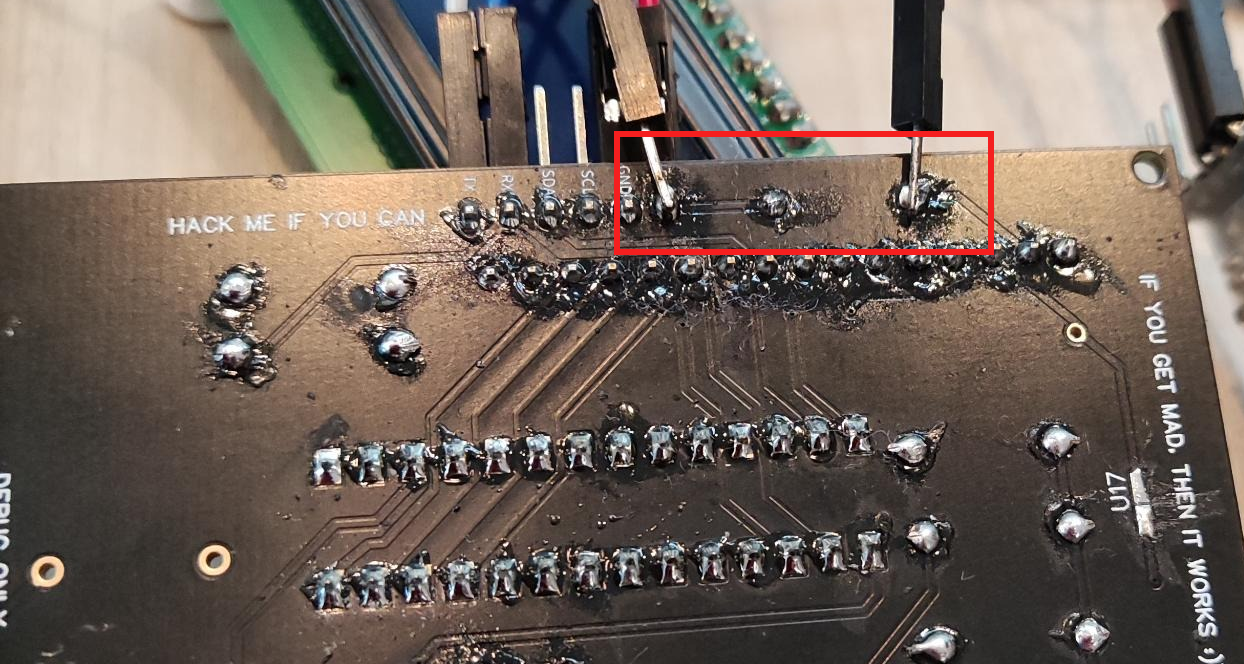 TX
RX
SDA
SCL
GND
HACK ME IF YOU CAN
IF YOU GET MAD, THEN IT WORKS ;)
U17
DEBUG ONLY